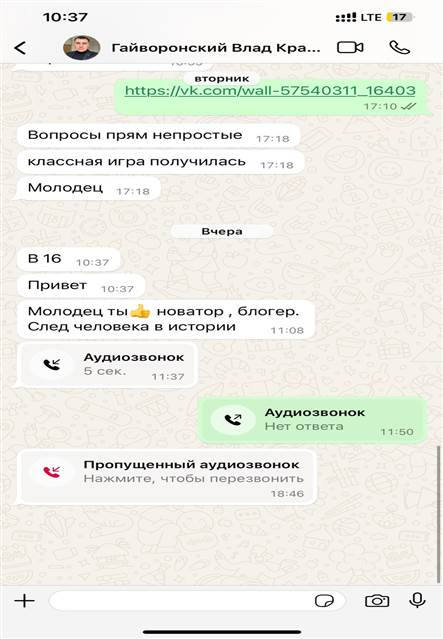 10:37
LTE 17
Гайворонский Влад Кра...
вторник
https://vk.com/wall-57540311_16403
17:10
Вопросы прям непростые 17:18
классная игра получилась 17:18
Молодец 17:18
Вчера
В 16 10:37
Привет 10:37
Молодец ты👍 новатор , блогер.
След человека в истории 11:08
Аудиозвонок
5 сек. 11:37
Аудиозвонок
Нет ответа 11:50
Пропущенный аудиозвонок
Нажмите, чтобы перезвонить
18:46